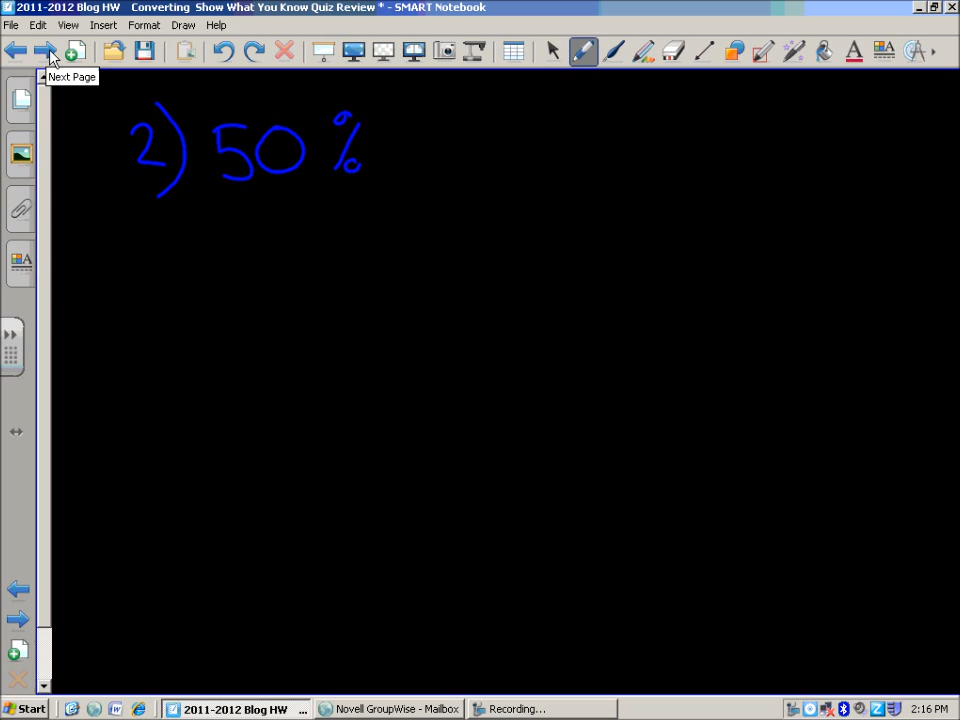 2011-2012 Blog HW Converting Show What You Know Quiz Review * - SMART Notebook
File Edit View Insert Format Draw Help
Next Page
2) 50 %
Start 2011-2012 Blog HW ... Novell GroupWise - Mailbox Recording... 2:16 PM